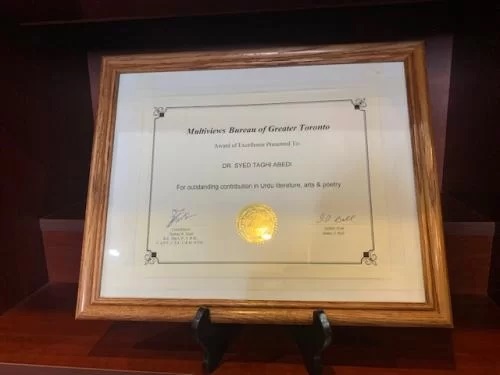 Multiviews Bureau of Greater Toronto
Award of Excellence Presented To:
DR. SYED TAGHI ABEDI
For outstanding contribution in Urdu literature, arts & poetry